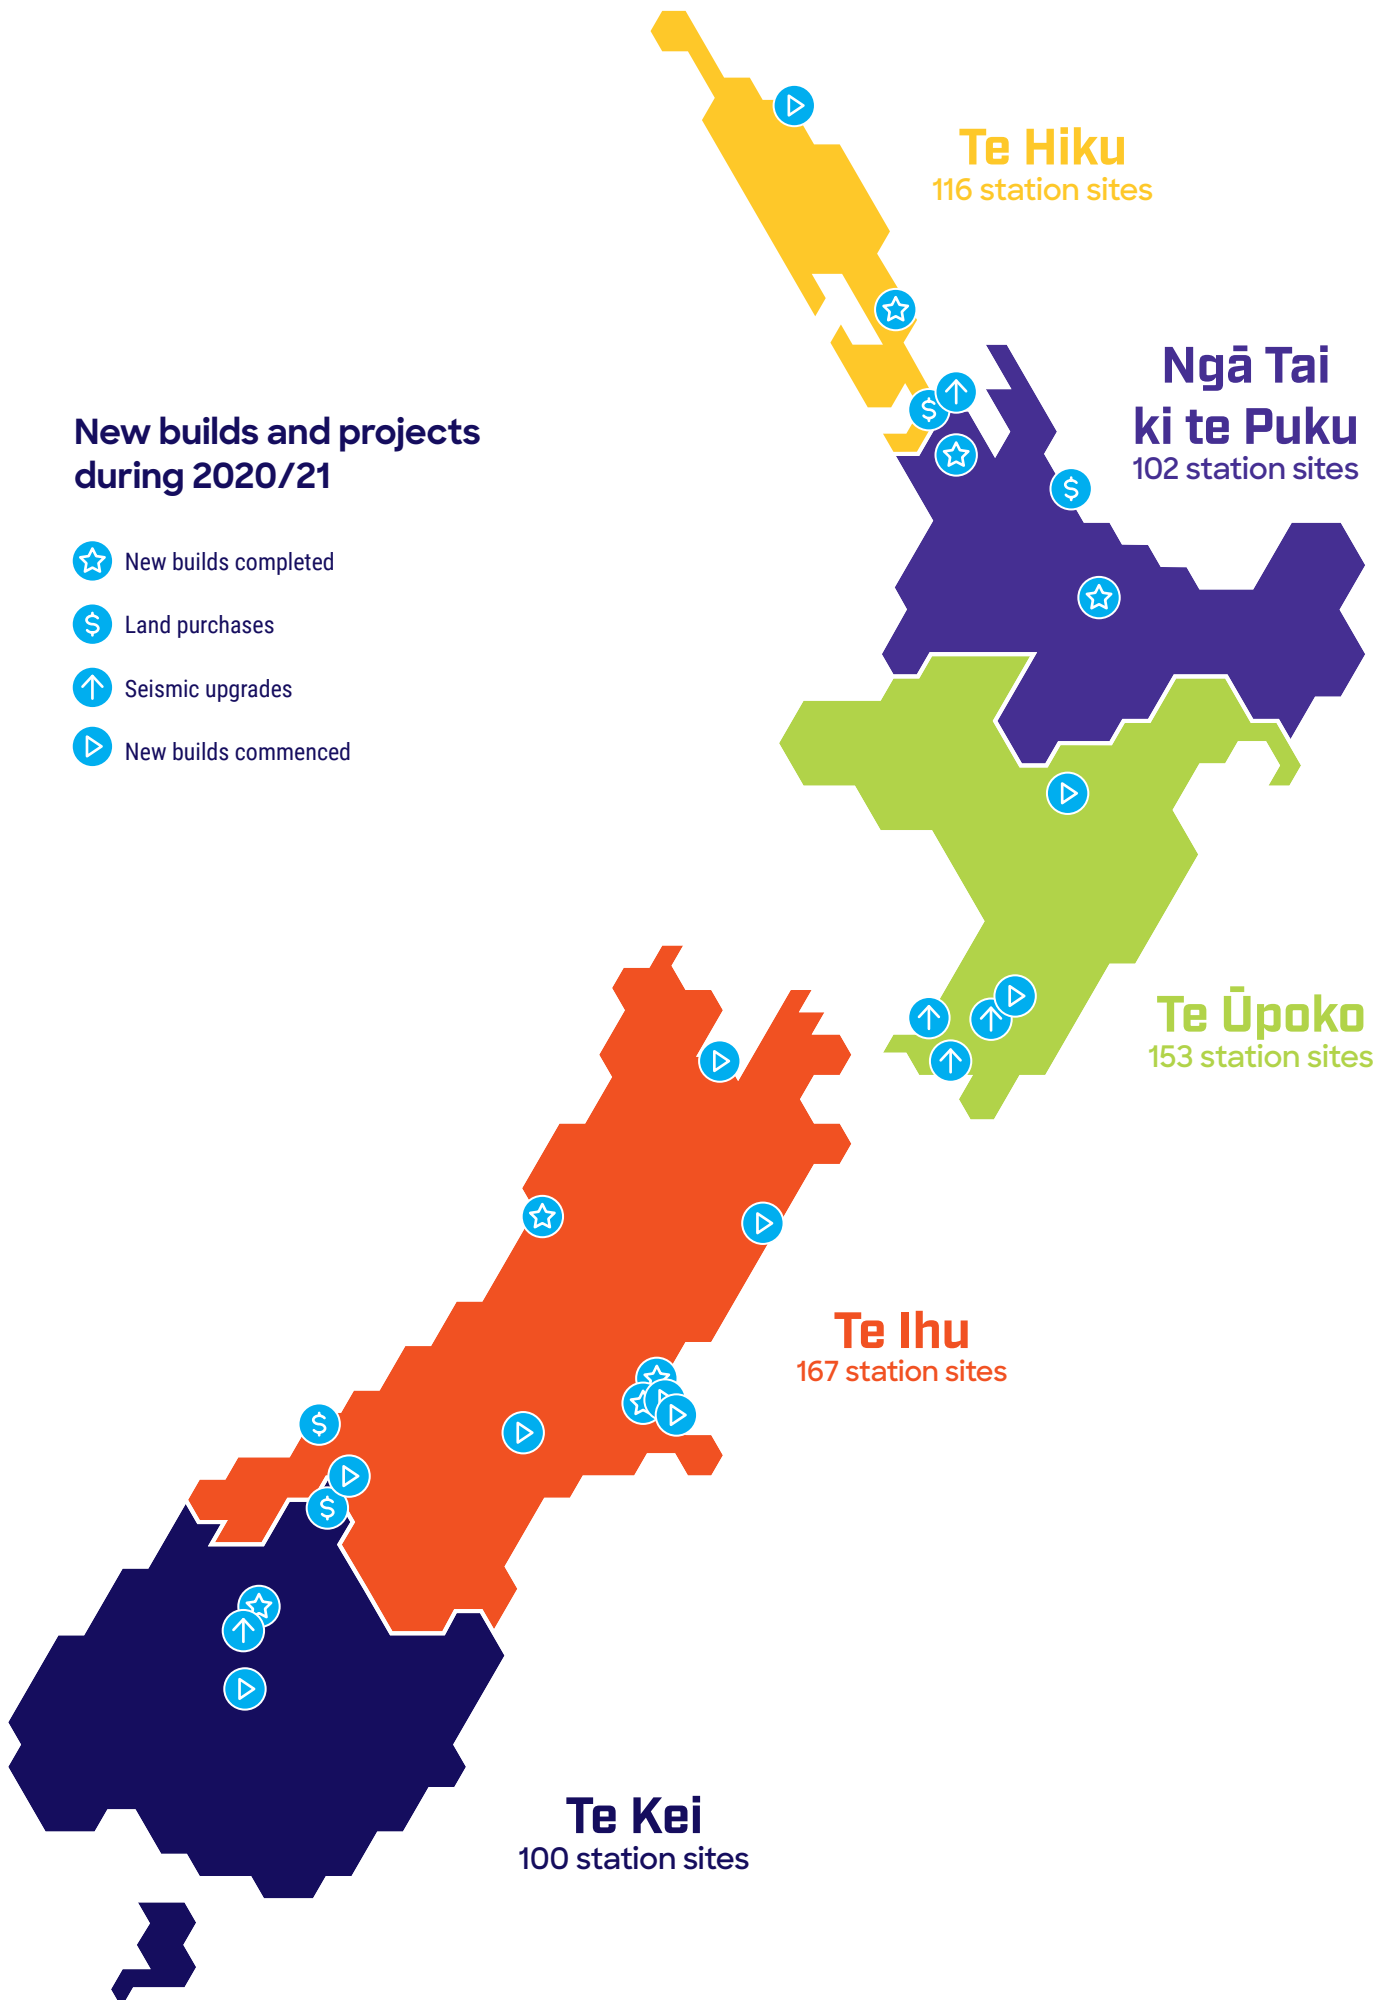 Te Hiku
116 station sites
Ngā Tai
ki te Puku
102 station sites
New builds and projects
during 2020/21
New builds completed
$ Land purchases
Seismic upgrades
New builds commenced
$
$
Te Ūpoko
153 station sites
Te Ihu
167 station sites
$
$
Te Kei
100 station sites